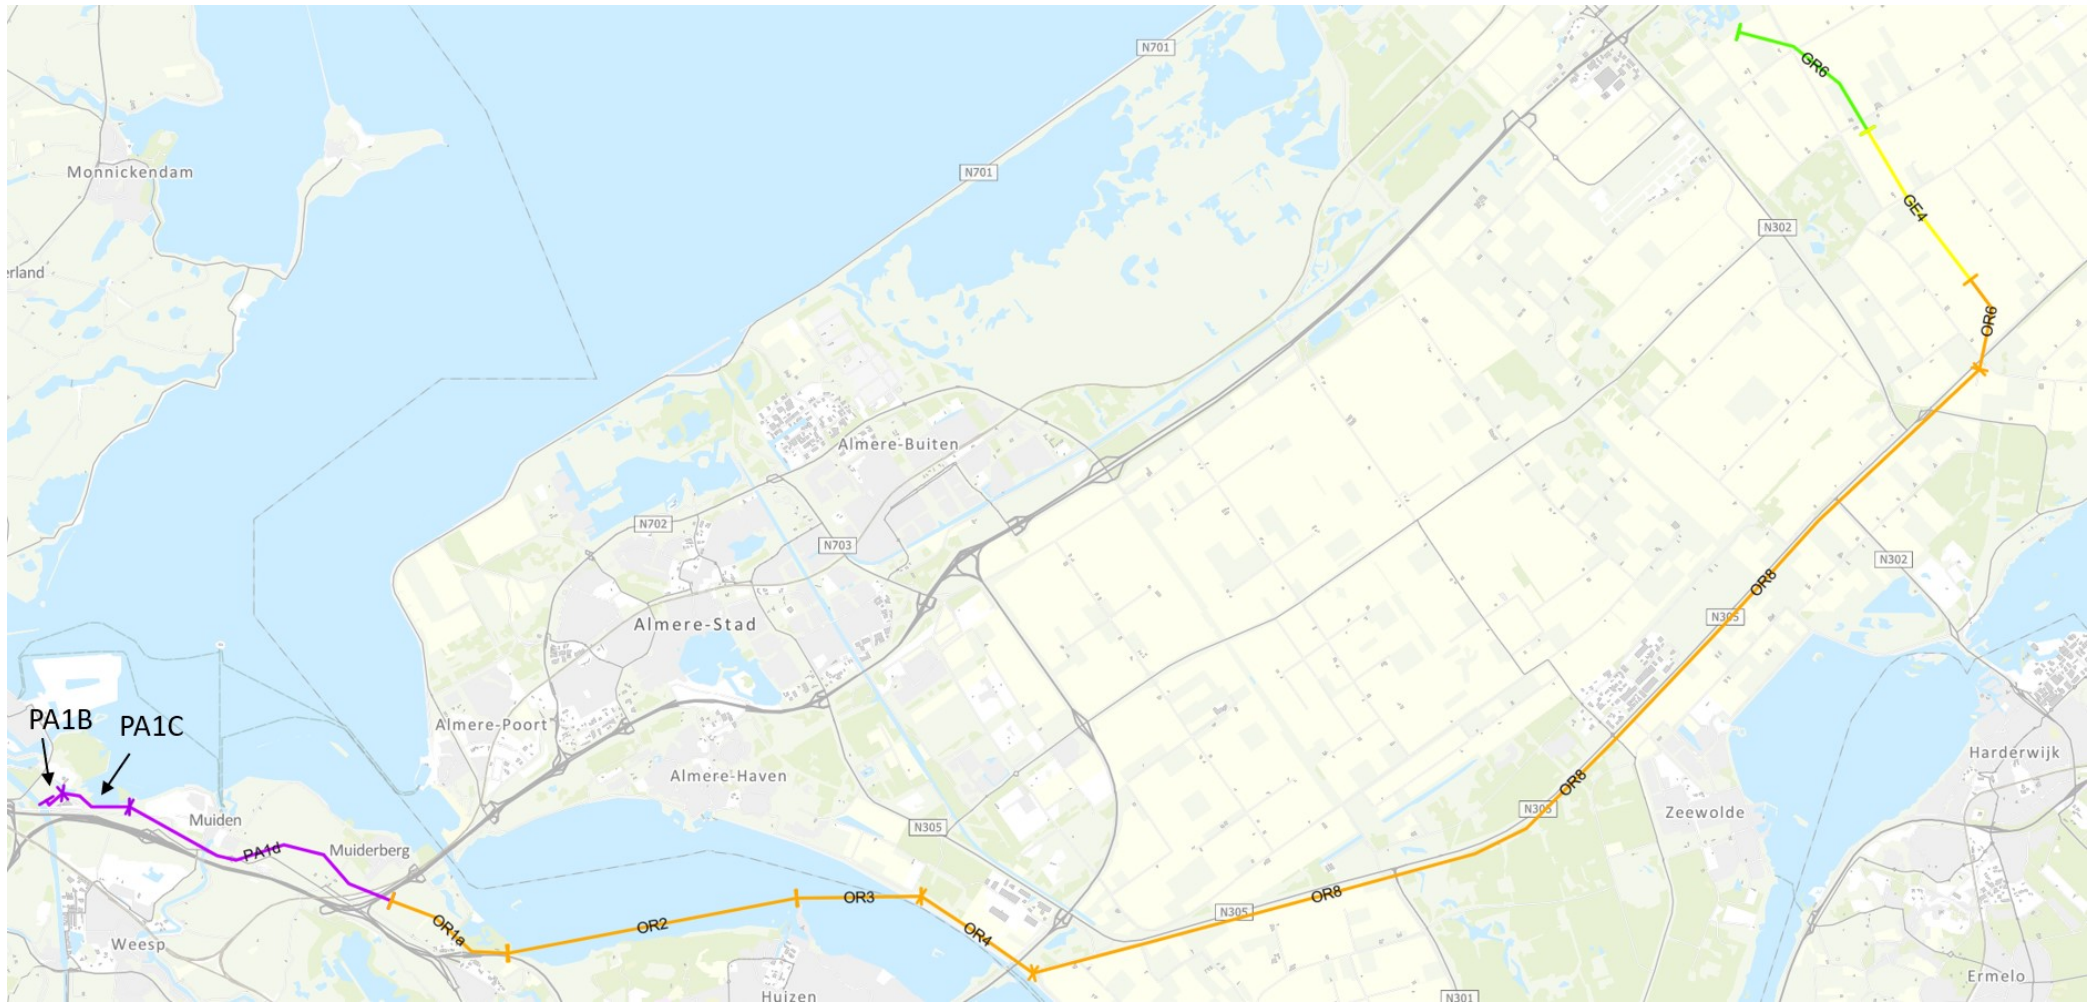 N701
GR6
Monnickendam
N701
erland
GE4
N302
OR6
Almere-Buiten
N702
N703
N302
OR8
N305
Almere-Stad
PA1B
PA1C
Almere-Poort
Harderwijk
Almere-Haven
OR8
N305
Zeewolde
Muiden
N305
PA1d
Muiderberg
OR8
OR3
N305
OR2
OR1a
OR4
Weesp
Ermelo
Huizen
N301